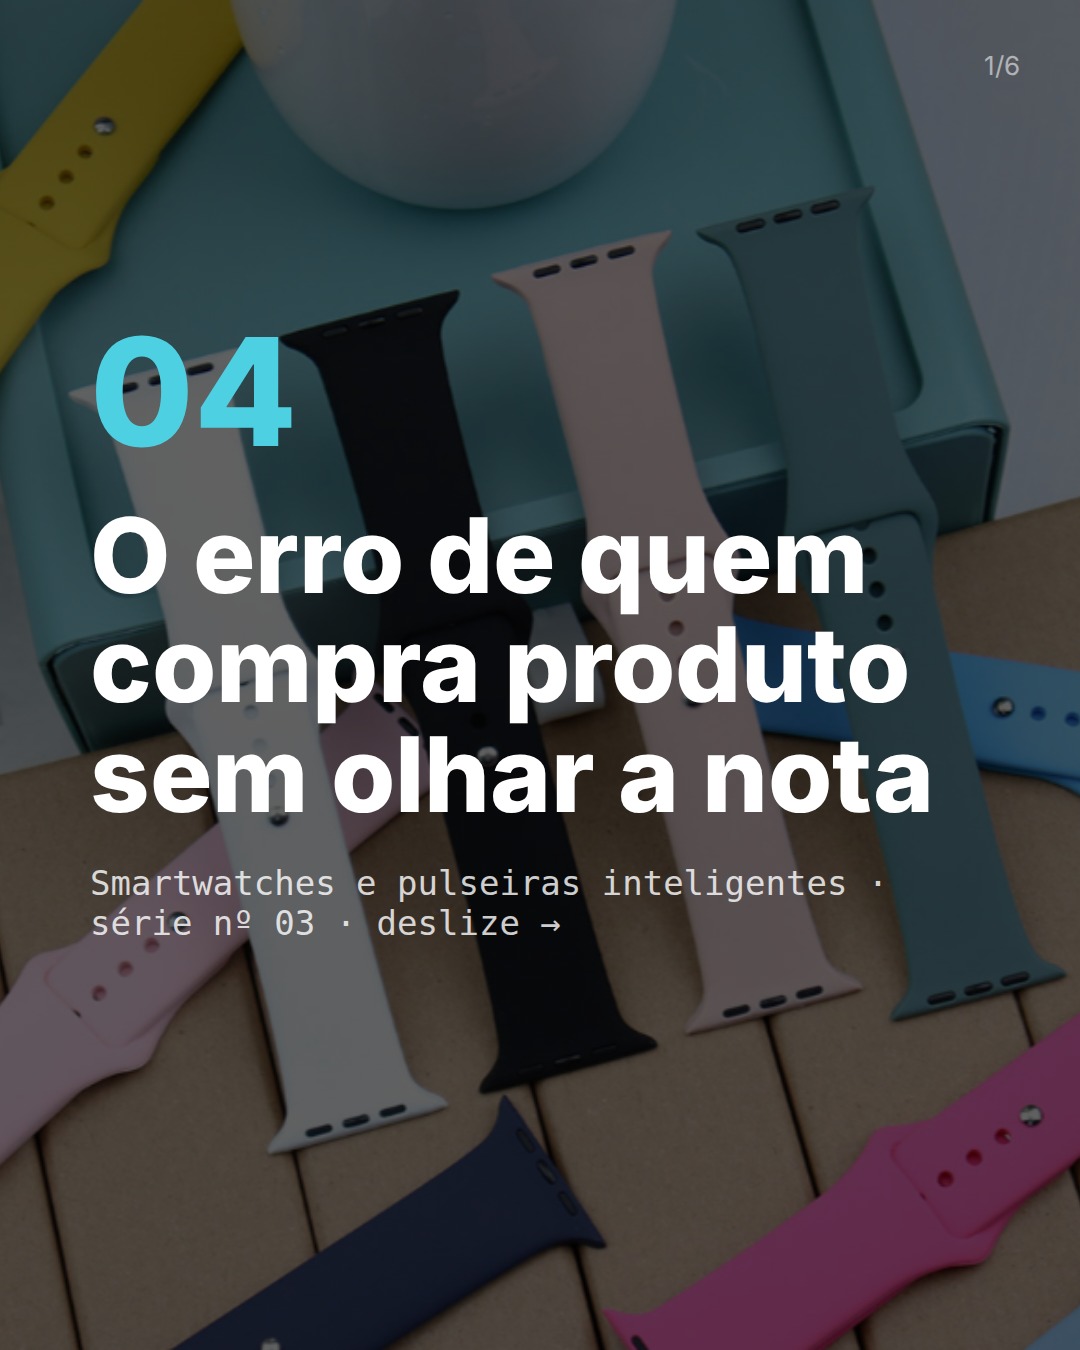 1/6
04
O erro de quem
compra produto
sem olhar a nota
Smartwatches e pulseiras inteligentes ·
série nº 03 · deslize →